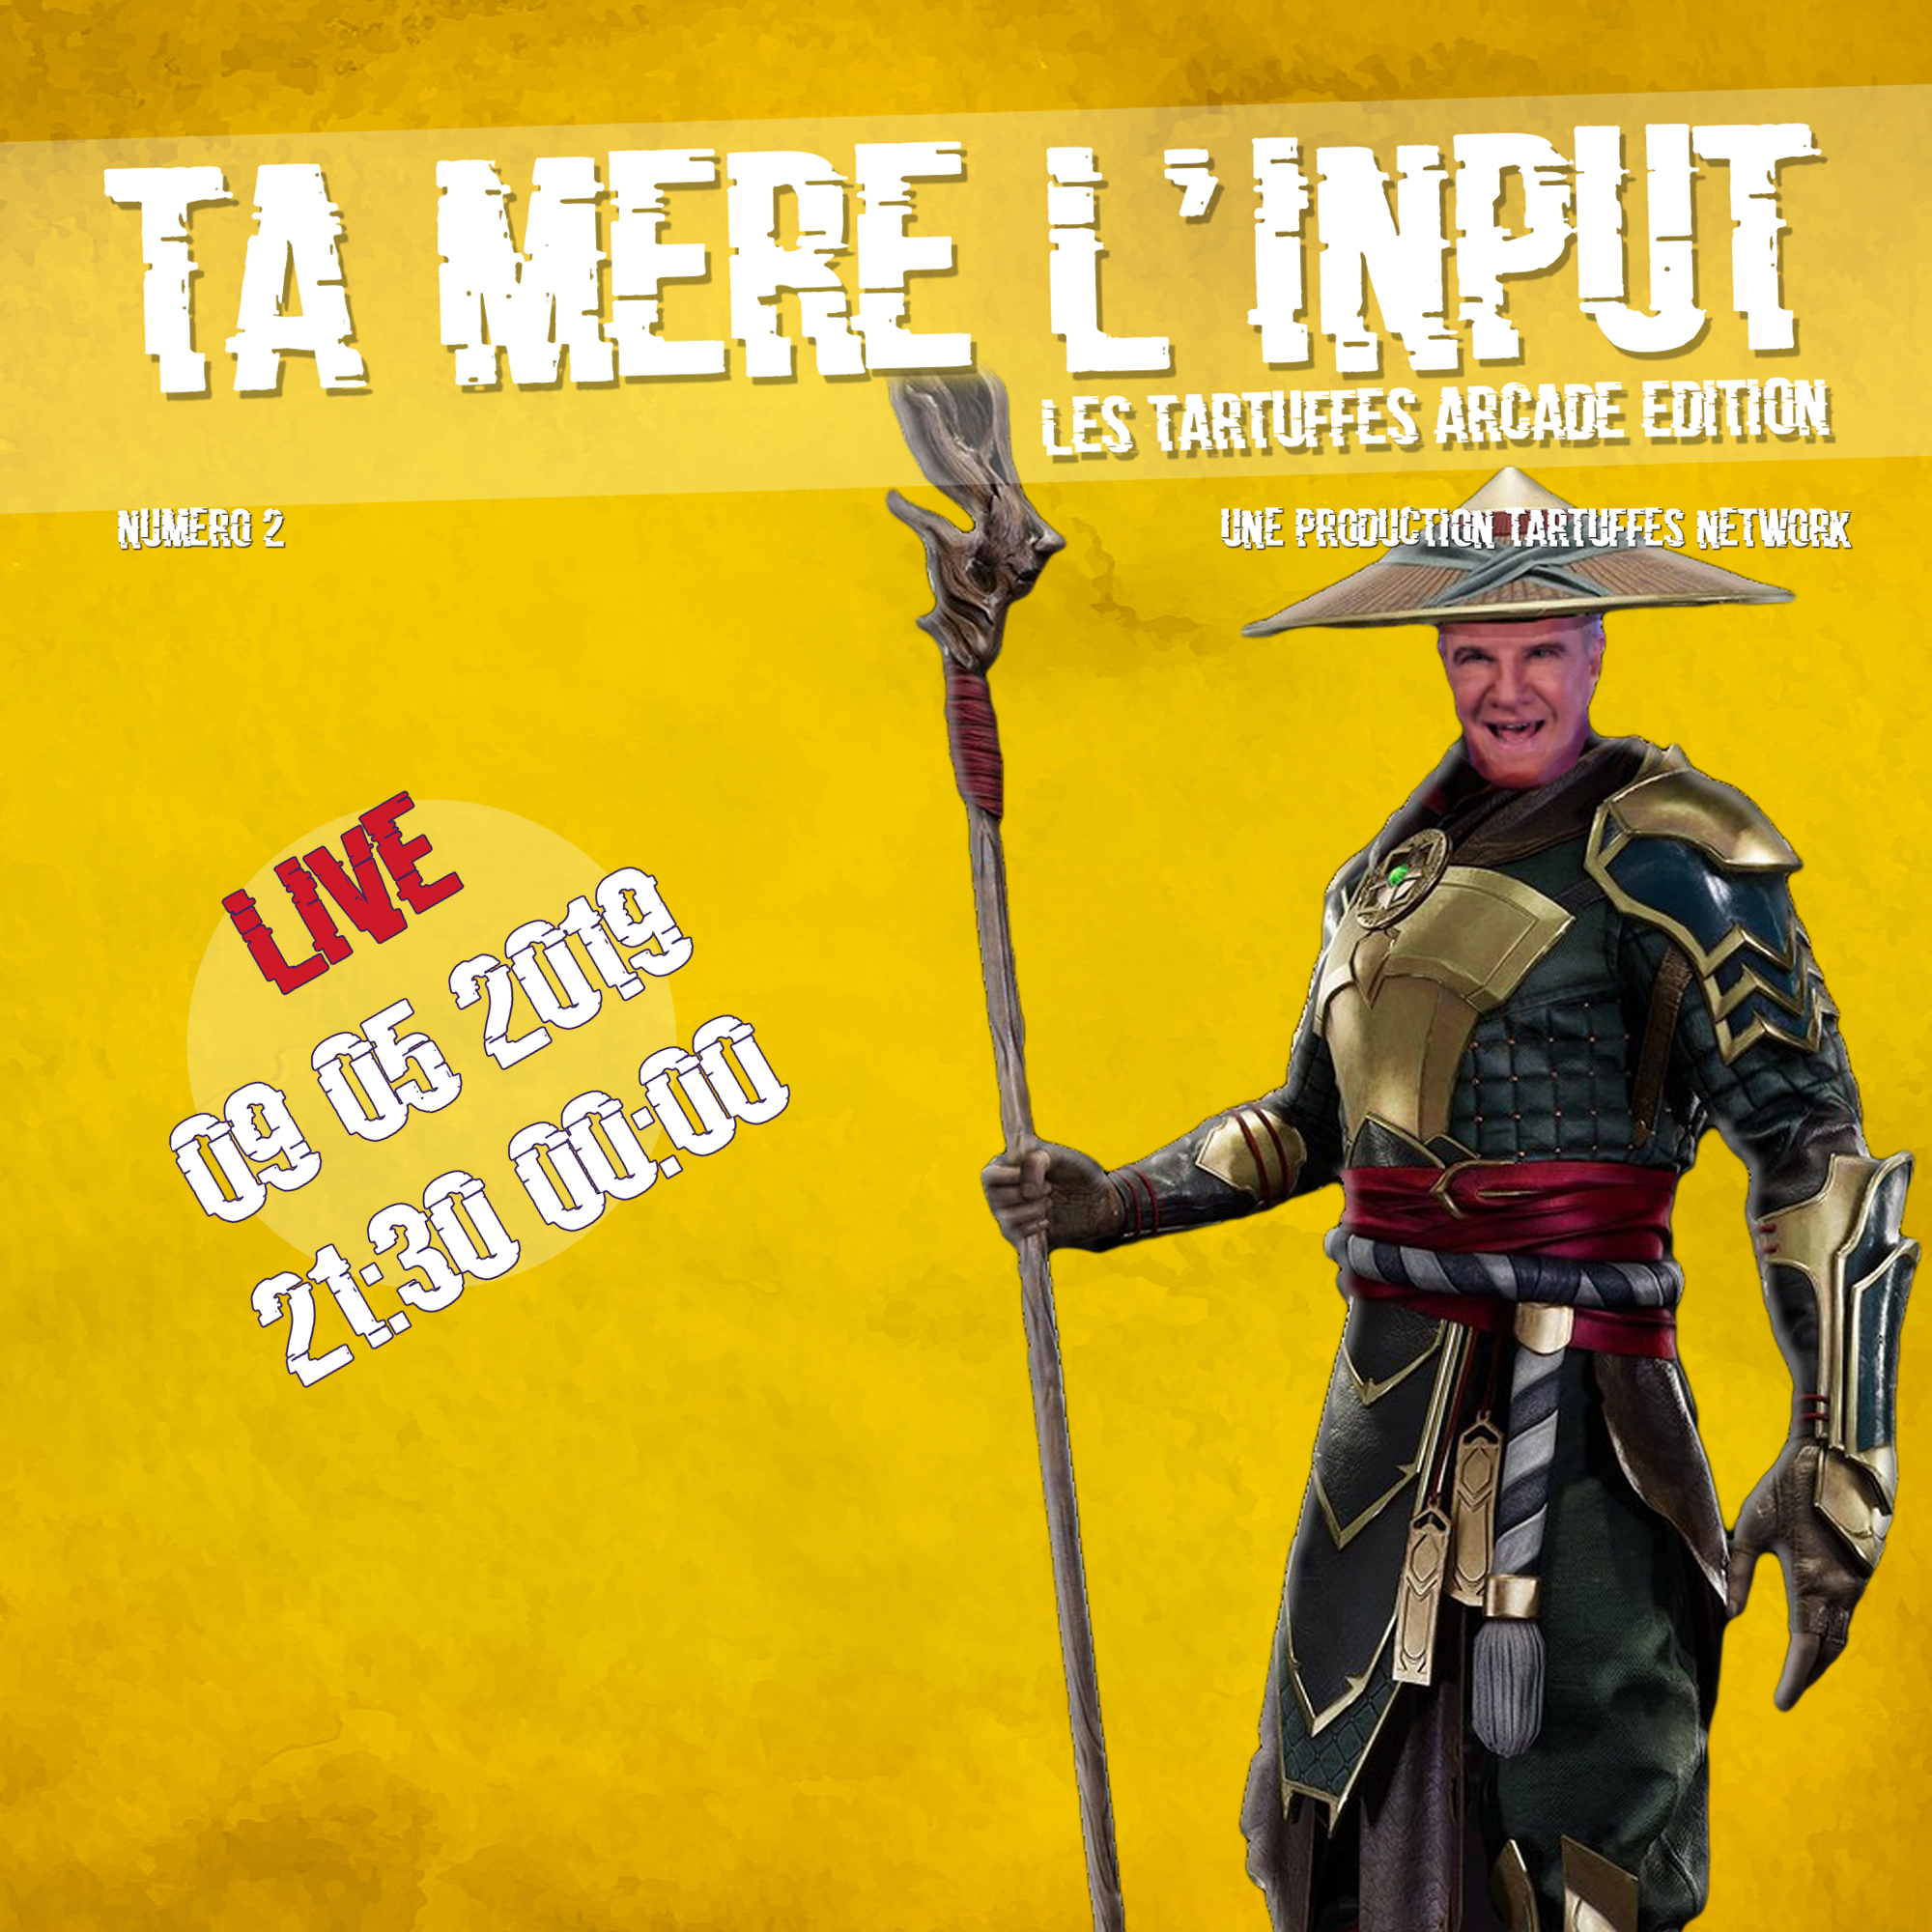 TA MERE L'INPUT
LES TARTUFFES ARCADE EDITION
NUMERO 2
UNE PRODUCTION TARTUFFES NETWORK
LIVE
09 05 2019
21:30 00:00